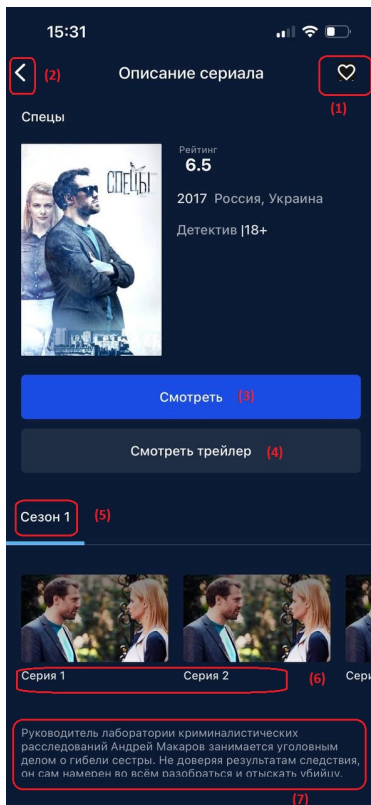 15:31
(2) Описание сериала
(1)
Спецы
Рейтинг
6.5
СПЕЦЫ
2017 Россия, Украина
Детектив |18+
Смотреть (3)
Смотреть трейлер (4)
Сезон 1 (5)
Серия 1 Серия 2 (6) Сери
Руководитель лаборатории криминалистических
расследований Андрей Макаров занимается уголовным
делом о гибели сестры. Не доверяя результатам следствия,
он сам намерен во всём разобраться и отыскать убийцу.
(7)